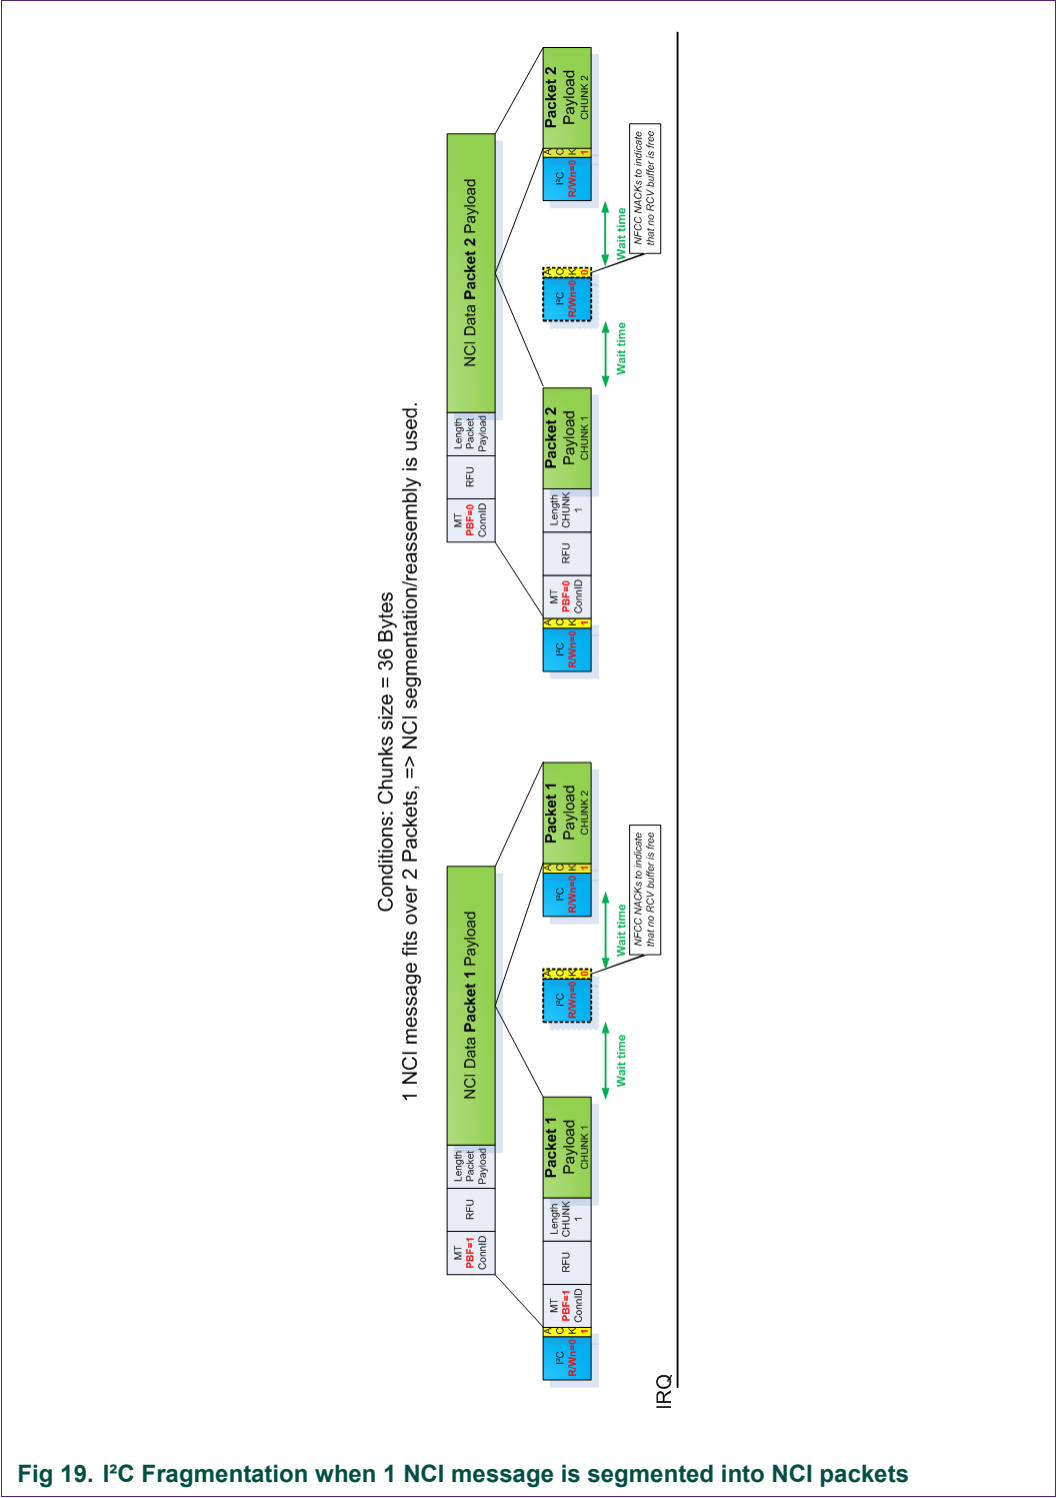 Conditions: Chunks size = 36 Bytes
1 NCI message fits over 2 Packets, => NCI segmentation/reassembly is used.
MT
PBF=1
ConnID
RFU
Length
Packet
Payload
NCI Data Packet 1 Payload
MT
PBF=0
ConnID
RFU
Length
Packet
Payload
NCI Data Packet 2 Payload
I²C
R/Wn=0
A
C
K
1
MT
PBF=1
ConnID
RFU
Length
CHUNK
1
Packet 1
Payload
CHUNK 1
Wait time
I²C
R/Wn=0
A
C
K
0
NFCC NACKs to indicate
that no RCV buffer is free
Wait time
I²C
R/Wn=0
A
C
K
1
Packet 1
Payload
CHUNK 2
I²C
R/Wn=0
A
C
K
1
MT
PBF=0
ConnID
RFU
Length
CHUNK
1
Packet 2
Payload
CHUNK 1
Wait time
I²C
R/Wn=0
A
C
K
0
NFCC NACKs to indicate
that no RCV buffer is free
Wait time
I²C
R/Wn=0
A
C
K
1
Packet 2
Payload
CHUNK 2
IRQ
Fig 19. I²C Fragmentation when 1 NCI message is segmented into NCI packets